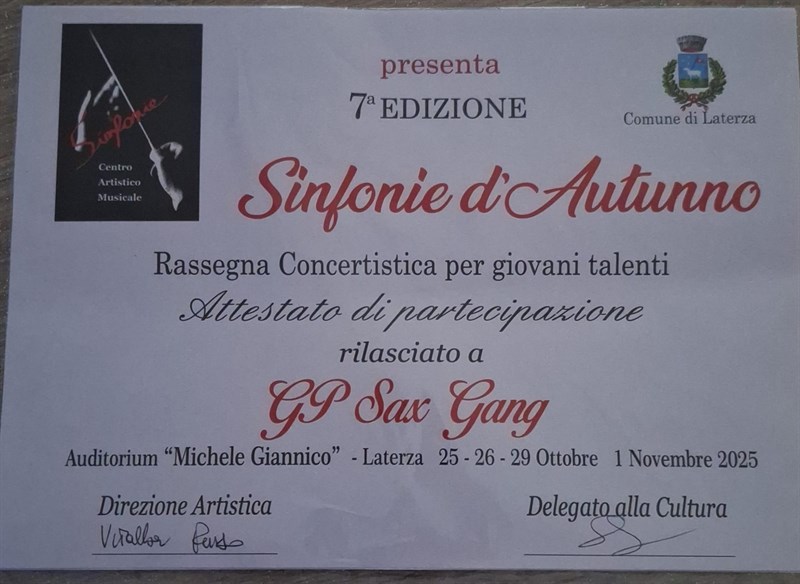 presenta
7ª EDIZIONE
Comune di Laterza
Sinfonie
Centro
Artistico
Musicale
Sinfonie d'Autunno
Rassegna Concertistica per giovani talenti
Attestato di partecipazione
rilasciato a
GP Sax Gang
Auditorium “Michele Giannico” - Laterza 25 - 26 - 29 Ottobre 1 Novembre 2025
Direzione Artistica
Delegato alla Cultura